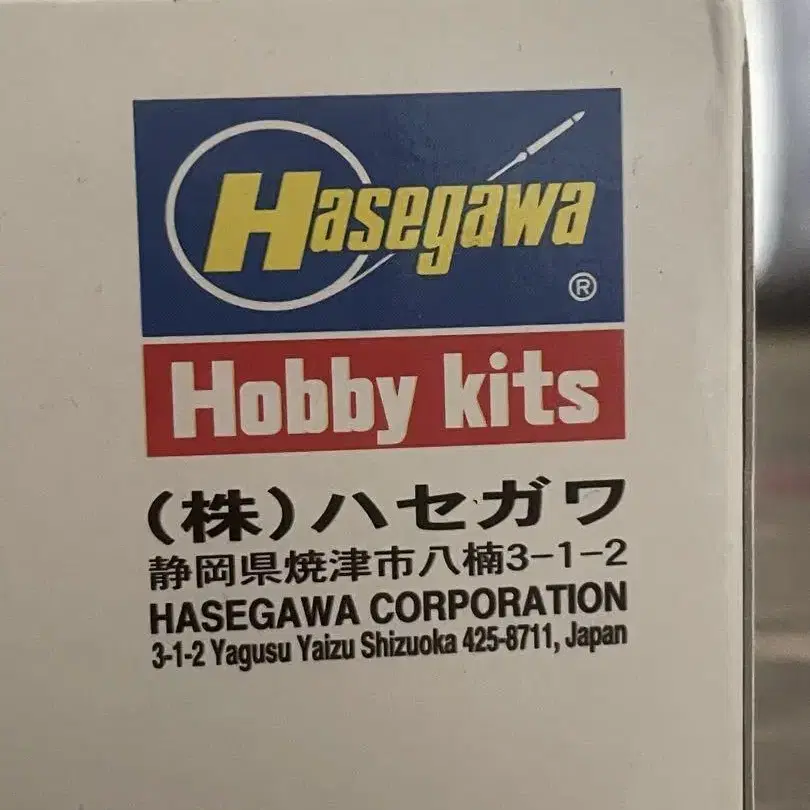 Hasegawa
®
Hobby kits
(株)ハセガワ
静岡県焼津市八楠3-1-2
HASEGAWA CORPORATION
3-1-2 Yagusu Yaizu Shizuoka 425-8711, Japan